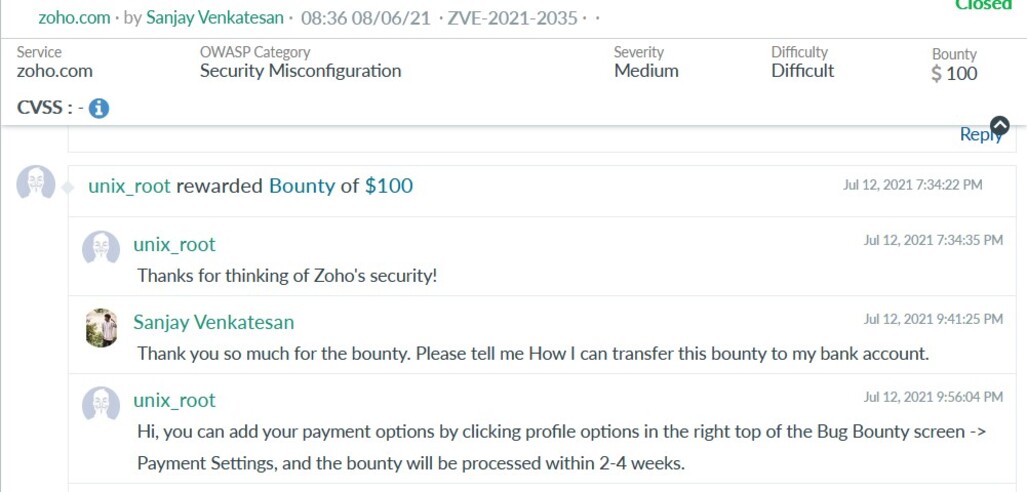 Closed
zoho.com · by Sanjay Venkatesan · 08:36 08/06/21 · ZVE-2021-2035 · ·
Service OWASP Category Severity Difficulty Bounty
zoho.com Security Misconfiguration Medium Difficult $ 100
CVSS : - i
Reply
unix_root rewarded Bounty of $100 Jul 12, 2021 7:34:22 PM
unix_root Jul 12, 2021 7:34:35 PM
Thanks for thinking of Zoho's security!
Sanjay Venkatesan Jul 12, 2021 9:41:25 PM
Thank you so much for the bounty. Please tell me How I can transfer this bounty to my bank account.
unix_root Jul 12, 2021 9:56:04 PM
Hi, you can add your payment options by clicking profile options in the right top of the Bug Bounty screen ->
Payment Settings, and the bounty will be processed within 2-4 weeks.